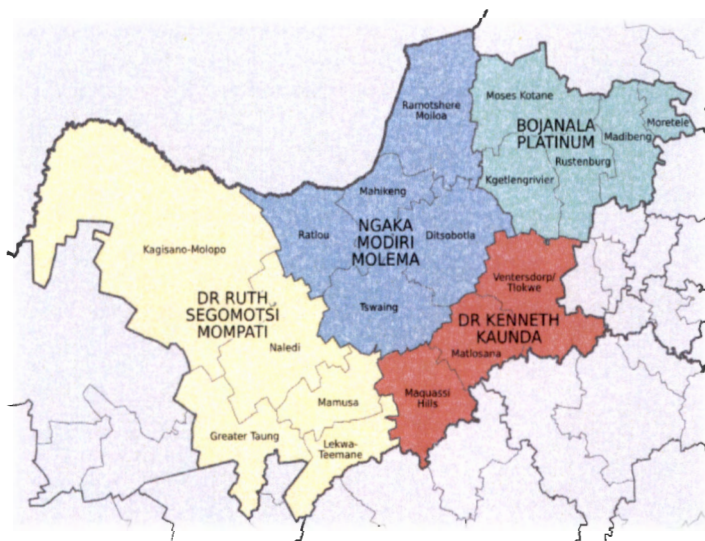 Ramotshere
Moiloa
Moses Kotane
BOJANALA
PLATINUM
Moretele
Madibeng
Rustenburg
Kgetlengrivier
Mahikeng
Ratlou
NGAKA
MODIRI
MOLEMA
Ditsobotla
Kagisano-Molopo
Ventersdorp/
Tlokwe
DR RUTH
SEGOMOTSI
MOMPATI
Tswaing
DR KENNETH
KAUNDA
Naledi
Matlosana
Maquassi
Hills
Mamusa
Greater Taung
Lekwa-
Teemane